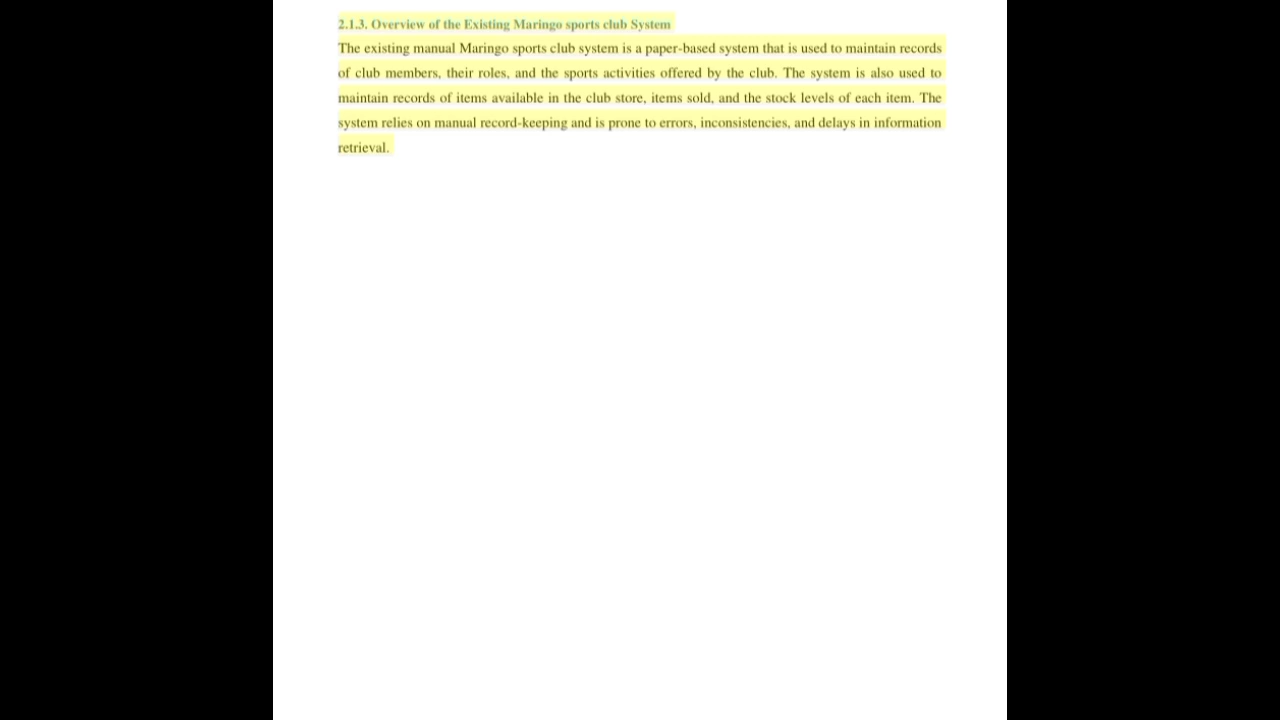 2.1.3. Overview of the Existing Maringo sports club System
The existing manual Maringo sports club system is a paper-based system that is used to maintain records
of club members, their roles, and the sports activities offered by the club. The system is also used to
maintain records of items available in the club store, items sold, and the stock levels of each item. The
system relies on manual record-keeping and is prone to errors, inconsistencies, and delays in information
retrieval.